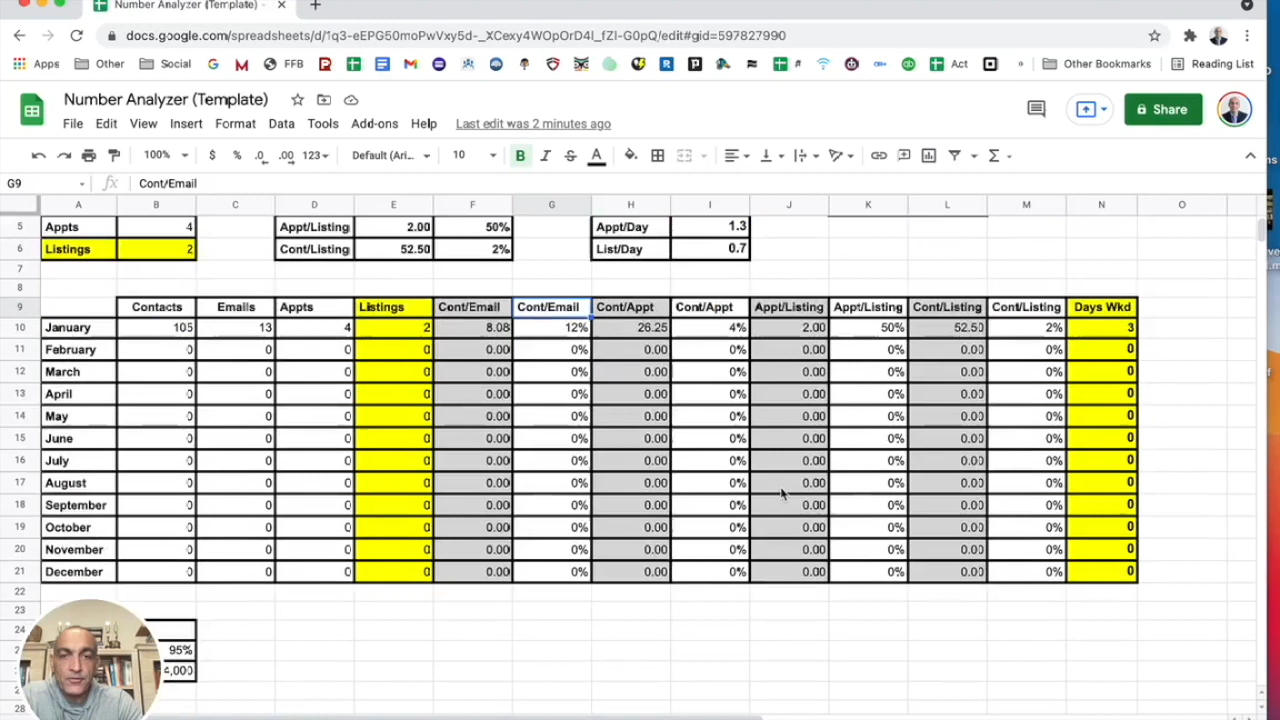 Number Analyzer (Template) -
docs.google.com/spreadsheets/d/1q3-eEPG50moPwVxy5d-_XCexy4WOpOrD4l_fZI-G0pQ/edit#gid=597827990
Apps Other Social FFB Act Other Bookmarks Reading List
Number Analyzer (Template)
File Edit View Insert Format Data Tools Add-ons Help Last edit was 2 minutes ago
Share
100% $ % .0 .00 123 Default (Ari... 10 B I S A
G9 fx Cont/Email
A B C D E F G H I J K L M N O
5 Appts 4 Appt/Listing 2.00 50% Appt/Day 1.3
6 Listings 2 Cont/Listing 52.50 2% List/Day 0.7
7
8
9 Contacts Emails Appts Listings Cont/Email Cont/Email Cont/Appt Cont/Appt Appt/Listing Appt/Listing Cont/Listing Cont/Listing Days Wkd
10 January 105 13 4 2 8.08 12% 26.25 4% 2.00 50% 52.50 2% 3
11 February 0 0 0 0 0.00 0% 0.00 0% 0.00 0% 0.00 0% 0
12 March 0 0 0 0 0.00 0% 0.00 0% 0.00 0% 0.00 0% 0
13 April 0 0 0 0 0.00 0% 0.00 0% 0.00 0% 0.00 0% 0
14 May 0 0 0 0 0.00 0% 0.00 0% 0.00 0% 0.00 0% 0
15 June 0 0 0 0 0.00 0% 0.00 0% 0.00 0% 0.00 0% 0
16 July 0 0 0 0 0.00 0% 0.00 0% 0.00 0% 0.00 0% 0
17 August 0 0 0 0 0.00 0% 0.00 0% 0.00 0% 0.00 0% 0
18 September 0 0 0 0 0.00 0% 0.00 0% 0.00 0% 0.00 0% 0
19 October 0 0 0 0 0.00 0% 0.00 0% 0.00 0% 0.00 0% 0
20 November 0 0 0 0 0.00 0% 0.00 0% 0.00 0% 0.00 0% 0
21 December 0 0 0 0 0.00 0% 0.00 0% 0.00 0% 0.00 0% 0
22
23
24
95%
4,000
28